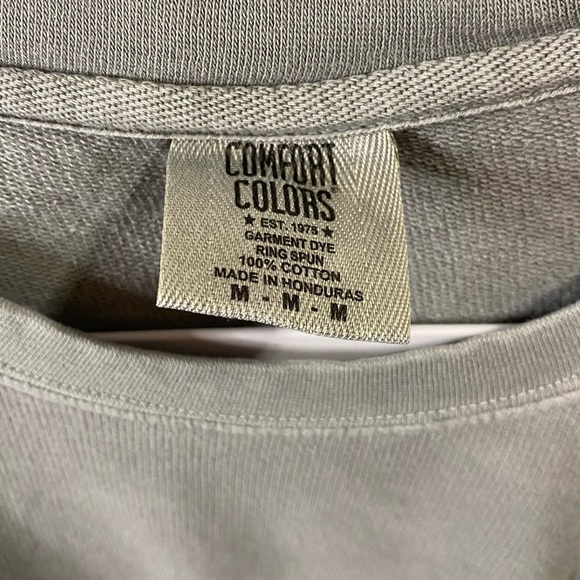 COMFORT
COLORS®
★ EST. 1975 ★
GARMENT DYE
RING SPUN
100% COTTON
MADE IN HONDURAS
M - M - M